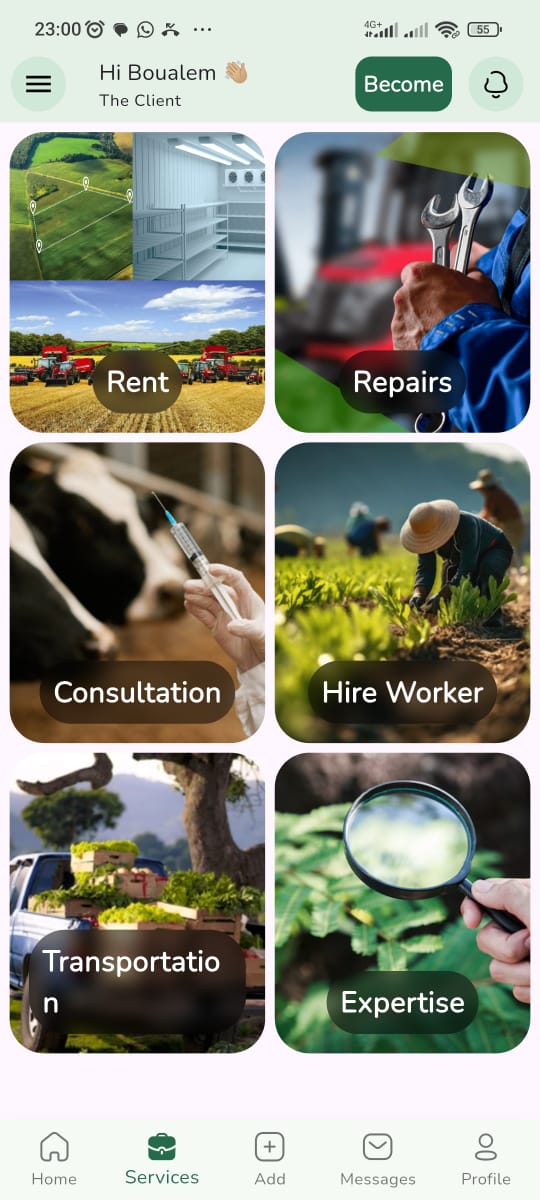 23:00
4G+
55
Hi Boualem 👋🏼
The Client
Become
Rent
Repairs
Consultation
Hire Worker
Transportatio
n
Expertise
Home
Services
Add
Messages
Profile